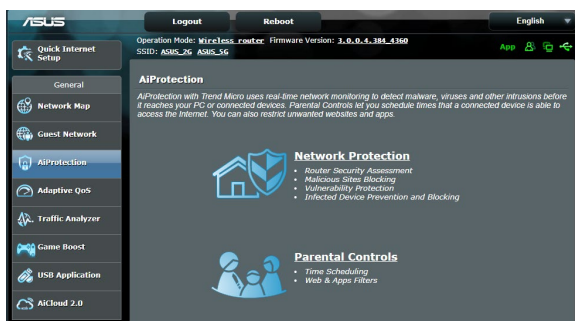 ASUS
Logout
Reboot
English
Quick Internet
Setup
Operation Mode: Wireless router Firmware Version: 3.0.0.4.384_4360
SSID: ASUS_2G ASUS_5G
App
General
Network Map
Guest Network
AiProtection
Adaptive QoS
Traffic Analyzer
Game Boost
USB Application
AiCloud 2.0
AiProtection
AiProtection with Trend Micro uses real-time network monitoring to detect malware, viruses and other intrusions before
it reaches your PC or connected devices. Parental Controls let you schedule times that a connected device is able to
access the Internet. You can also restrict unwanted websites and apps.
Network Protection
• Router Security Assessment
• Malicious Sites Blocking
• Vulnerability Protection
• Infected Device Prevention and Blocking
Parental Controls
• Time Scheduling
• Web & Apps Filters